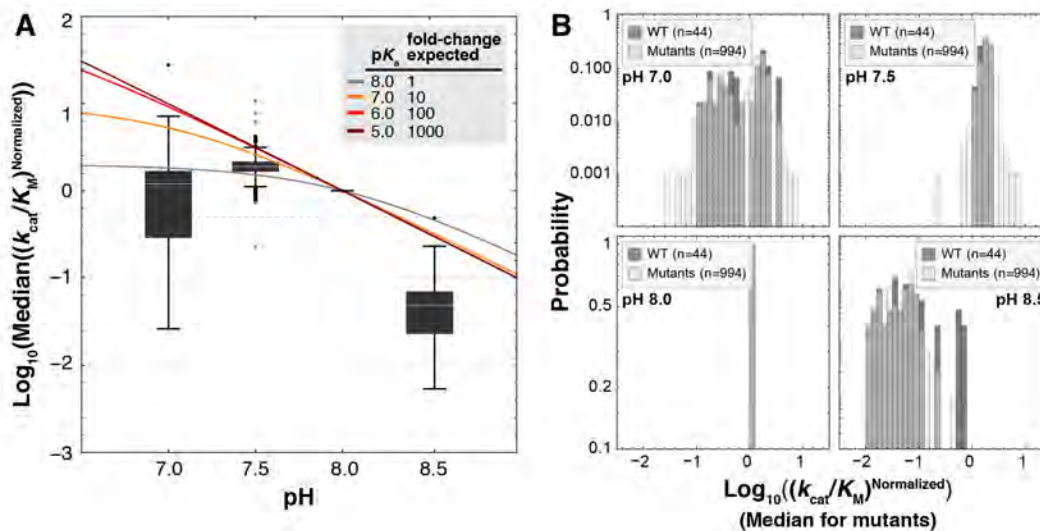 A
Log10(Median((kcat/KM)Normalized))
2
1
0
−1
−2
−3
7.0
7.5
8.0
8.5
pH
pKa fold-change expected
8.0 1
7.0 10
6.0 100
5.0 1000
B
Probability
1
0.100
0.010
0.001
WT (n=44)
Mutants (n=994)
pH 7.0
WT (n=44)
Mutants (n=994)
pH 7.5
1
0.5
0.2
0.1
WT (n=44)
Mutants (n=994)
pH 8.0
WT (n=44)
Mutants (n=994)
pH 8.5
−2
−1
0
1
−2
−1
0
1
Log10((kcat/KM)Normalized)
(Median for mutants)